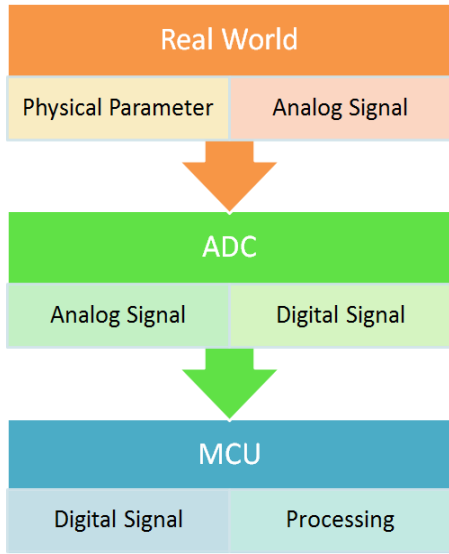 Real World
Physical Parameter Analog Signal
ADC
Analog Signal Digital Signal
MCU
Digital Signal Processing